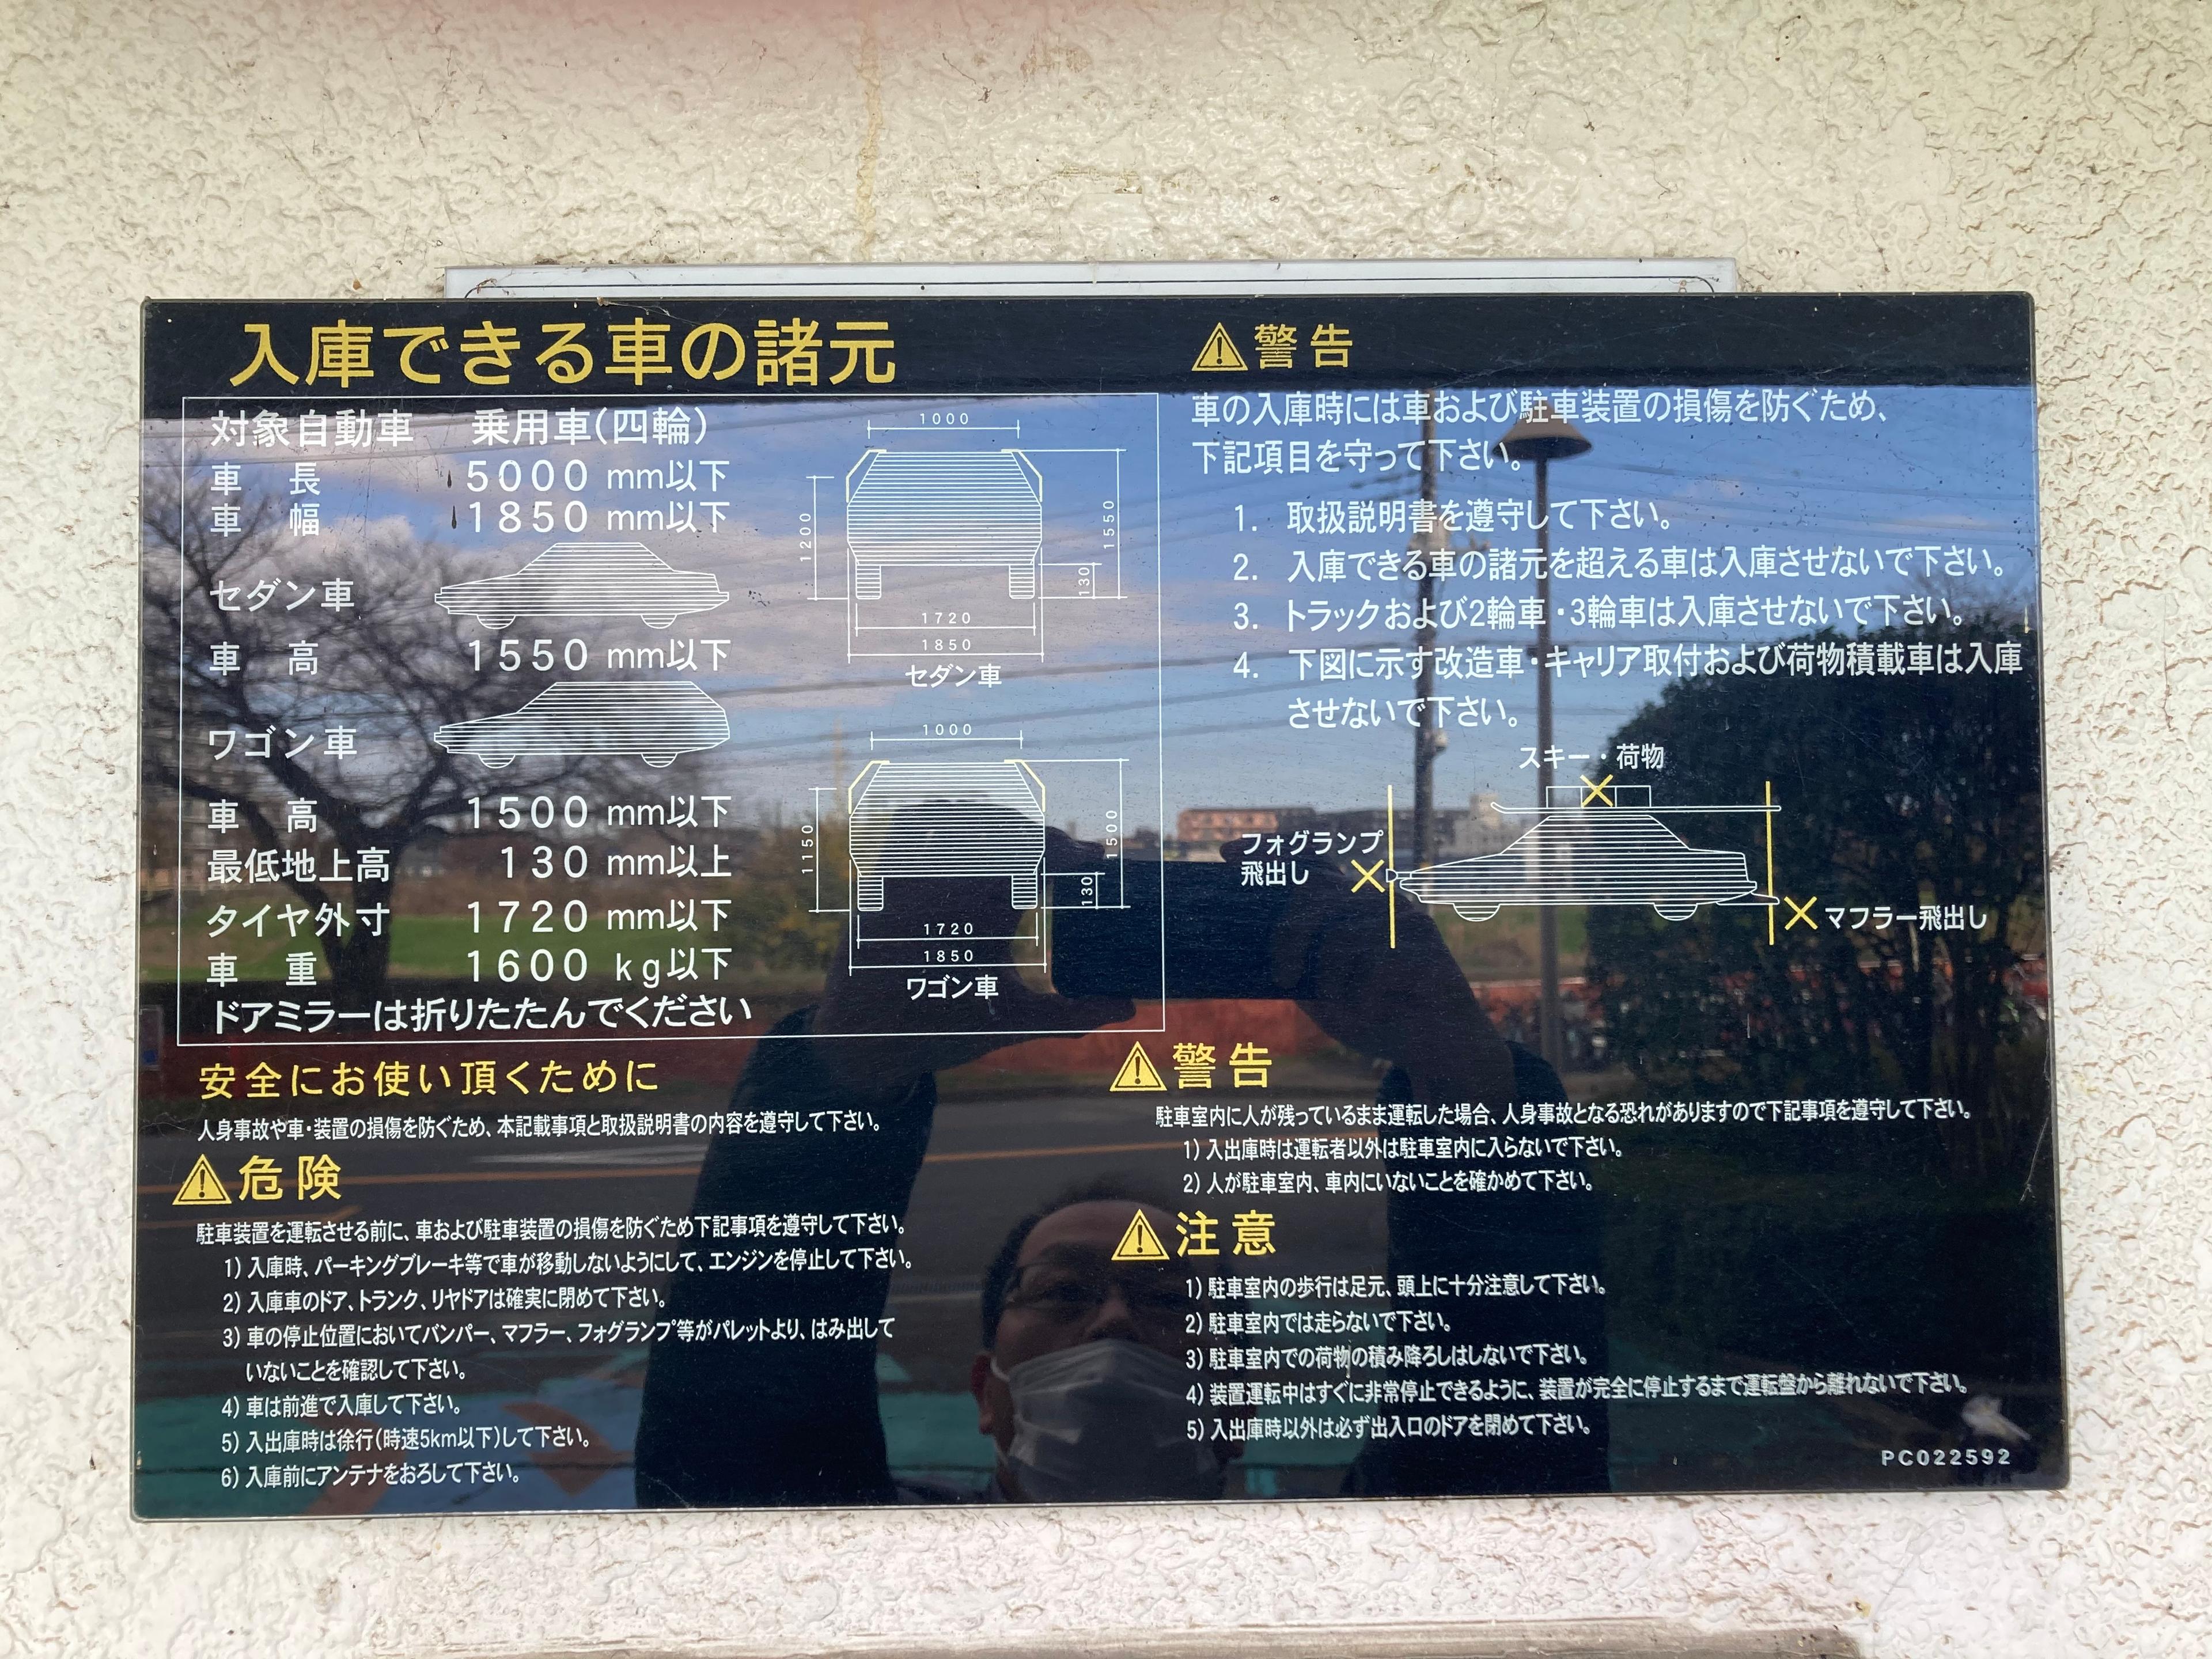 入庫できる車の諸元
対象自動車 乗用車(四輪)
車長 5000 mm以下
車幅 1850 mm以下
セダン車
車高 1550 mm以下
ワゴン車
車高 1500 mm以下
最低地上高 130 mm以上
タイヤ外寸 1720 mm以下
車重 1600 kg以下
ドアミラーは折りたたんでください
1000
1200
1550
130
1720
1850
セダン車
1000
1150
1500
130
1720
1850
ワゴン車
警告
車の入庫時には車および駐車装置の損傷を防ぐため、
下記項目を守って下さい。
1. 取扱説明書を遵守して下さい。
2. 入庫できる車の諸元を超える車は入庫させないで下さい。
3. トラックおよび2輪車・3輪車は入庫させないで下さい。
4. 下図に示す改造車・キャリア取付および荷物積載車は入庫
させないで下さい。
スキー・荷物
フォグランプ
飛出し
マフラー飛出し
安全にお使い頂くために
人身事故や車・装置の損傷を防ぐため、本記載事項と取扱説明書の内容を遵守して下さい。
危険
駐車装置を運転させる前に、車および駐車装置の損傷を防ぐため下記事項を遵守して下さい。
1) 入庫時、パーキングブレーキ等で車が移動しないようにして、エンジンを停止して下さい。
2) 入庫車のドア、トランク、リヤドアは確実に閉めて下さい。
3) 車の停止位置においてバンパー、マフラー、フォグランプ等がパレットより、はみ出して
いないことを確認して下さい。
4) 車は前進で入庫して下さい。
5) 入出庫時は徐行(時速5km以下)して下さい。
6) 入庫前にアンテナをおろして下さい。
警告
駐車室内に人が残っているまま運転した場合、人身事故となる恐れがありますので下記事項を遵守して下さい。
1) 入出庫時は運転者以外は駐車室内に入らないで下さい。
2) 人が駐車室内、車内にいないことを確かめて下さい。
注意
1) 駐車室内の歩行は足元、頭上に十分注意して下さい。
2) 駐車室内では走らないで下さい。
3) 駐車室内での荷物の積み降ろしはしないで下さい。
4) 装置運転中はすぐに非常停止できるように、装置が完全に停止するまで運転盤から離れないで下さい。
5) 入出庫時以外は必ず出入口のドアを閉めて下さい。
PC022592